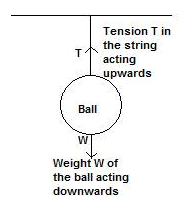 Tension T in
the string
acting
upwards
T
Ball
W
Weight W of
the ball acting
downwards